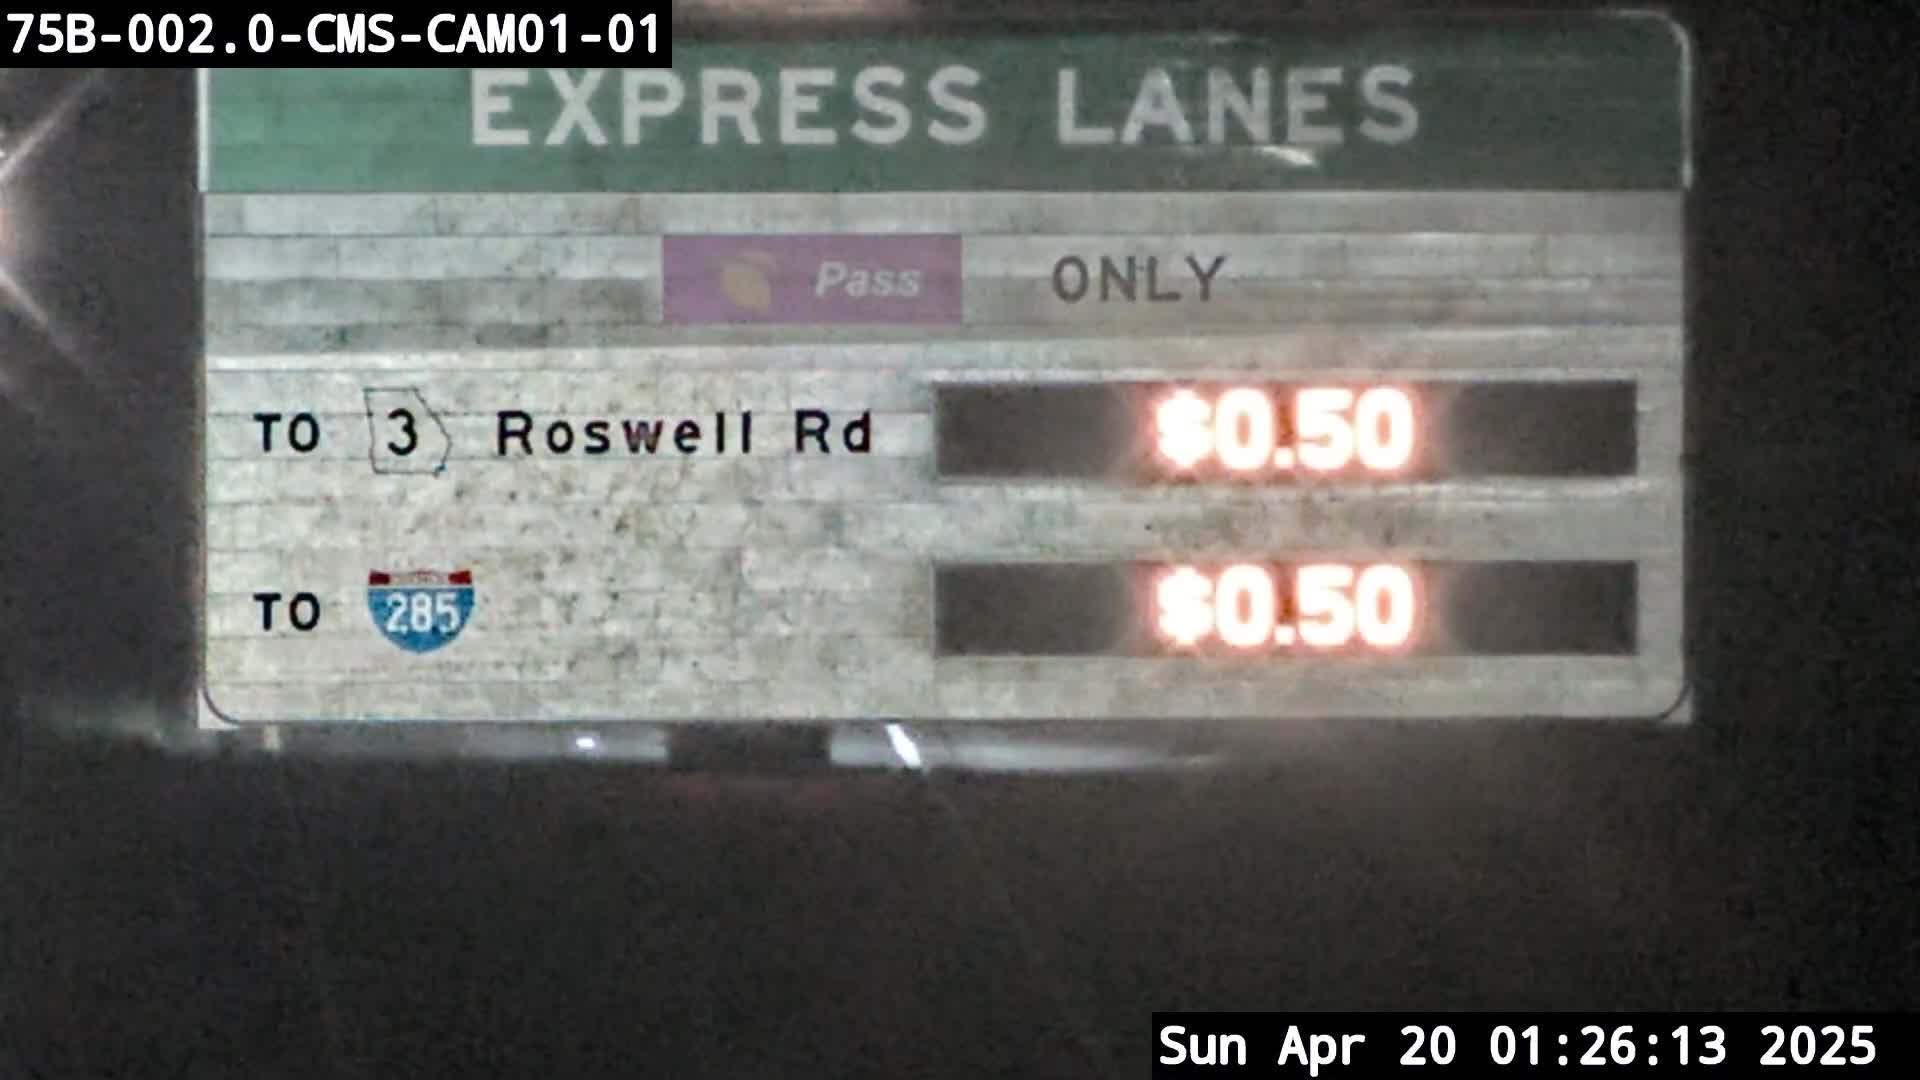 75B-002.0-CMS-CAM01-01
EXPRESS LANES
Pass ONLY
TO 3 Roswell Rd $0.50
TO 285 $0.50
Sun Apr 20 01:26:13 2025